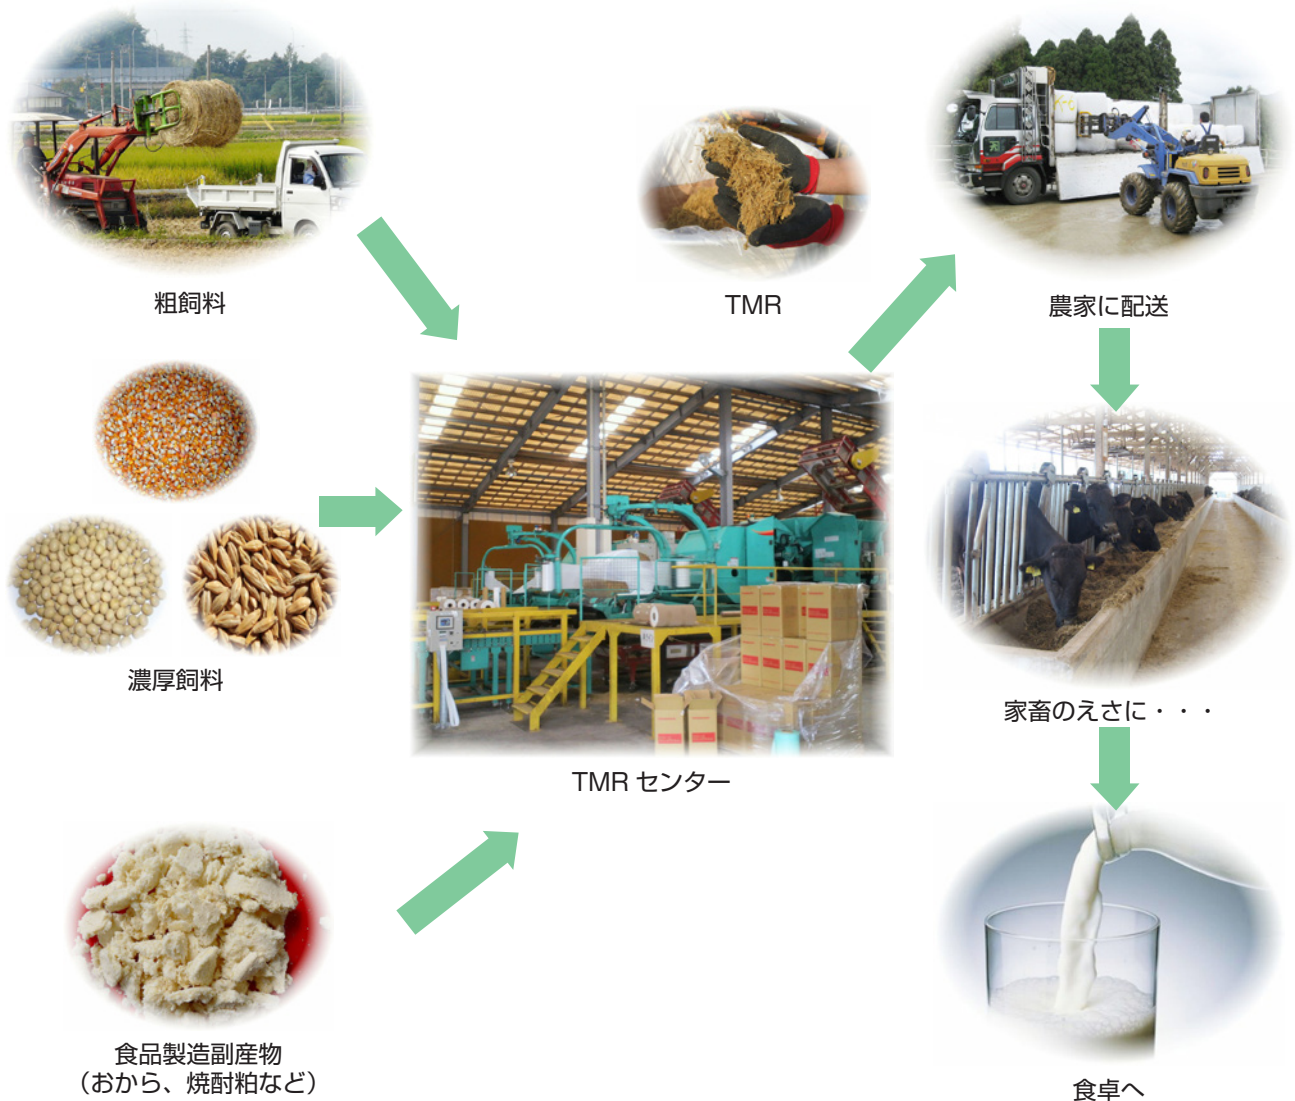 粗飼料
TMR
農家に配送
濃厚飼料
TMR センター
家畜のえさに・・・
食品製造副産物
（おから、焼酎粕など）
食卓へ